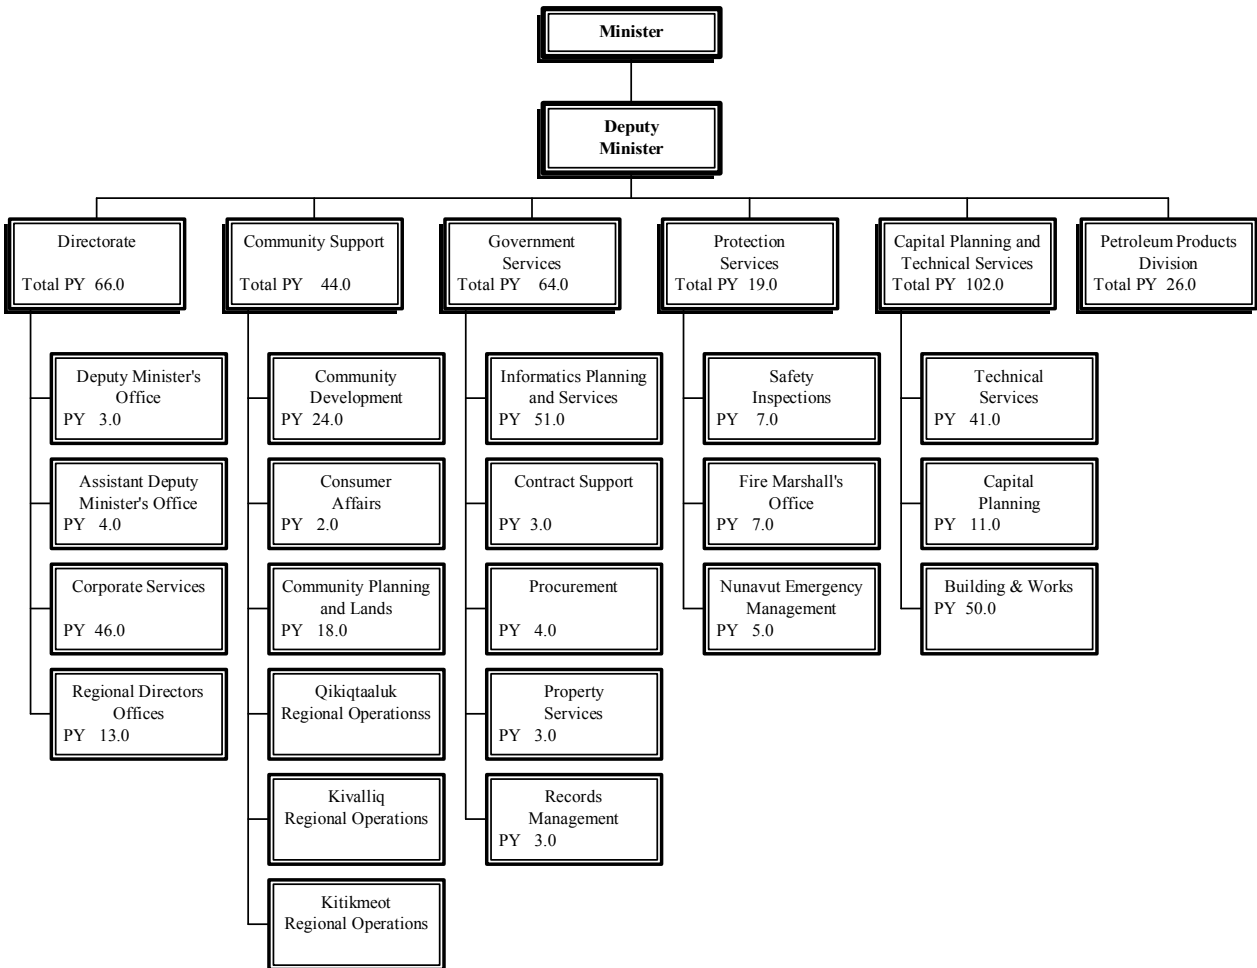 Minister
Deputy
Minister
Directorate
Total PY 66.0
Community Support
Total PY 44.0
Government
Services
Total PY 64.0
Protection
Services
Total PY 19.0
Capital Planning and
Technical Services
Total PY 102.0
Petroleum Products
Division
Total PY 26.0
Deputy Minister's
Office
PY 3.0
Assistant Deputy
Minister's Office
PY 4.0
Corporate Services
PY 46.0
Regional Directors
Offices
PY 13.0
Community
Development
PY 24.0
Consumer
Affairs
PY 2.0
Community Planning
and Lands
PY 18.0
Qikiqtaaluk
Regional Operationss
Kivalliq
Regional Operations
Kitikmeot
Regional Operations
Informatics Planning
and Services
PY 51.0
Contract Support
PY 3.0
Procurement
PY 4.0
Property
Services
PY 3.0
Records
Management
PY 3.0
Safety
Inspections
PY 7.0
Fire Marshall's
Office
PY 7.0
Nunavut Emergency
Management
PY 5.0
Technical
Services
PY 41.0
Capital
Planning
PY 11.0
Building & Works
PY 50.0